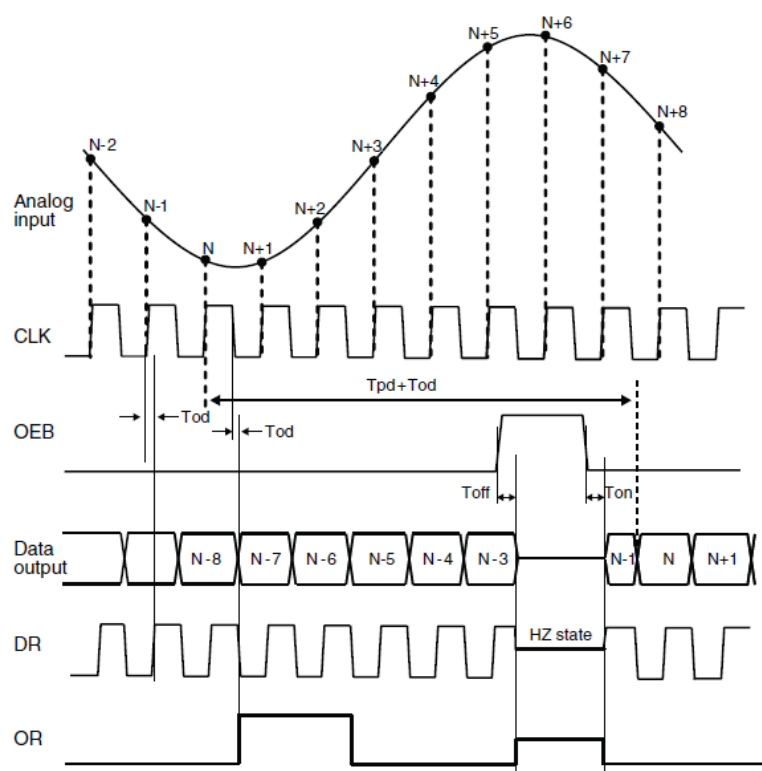 N+6
N+5
N+7
N+4
N+8
N-2
N+3
Analog
input
N-1
N+2
N
N+1
CLK
Tpd+Tod
Tod
OEB
Tod
Toff
Ton
Data
output
N-8
N-7
N-6
N-5
N-4
N-3
N-1
N
N+1
DR
HZ state
OR